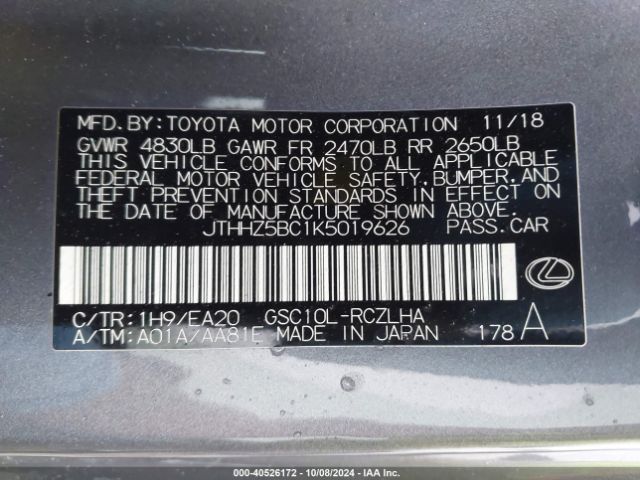 MFD.BY:TOYOTA MOTOR CORPORATION 11/18
GVWR 4830LB GAWR FR 2470LB RR 2650LB
THIS VEHICLE CONFORMS TO ALL APPLICABLE
FEDERAL MOTOR VEHICLE SAFETY,BUMPER,AND
THEFT PREVENTION STANDARDS IN EFFECT ON
THE DATE OF MANUFACTURE SHOWN ABOVE.
JTHHZ5BC1K5019626 PASS.CAR
C/TR:1H9/EA20 GSC10L-RCZLHA
A/TM:A01A/AA81E MADE IN JAPAN 178 A
000-40526172 - 10/08/2024 - IAA Inc.